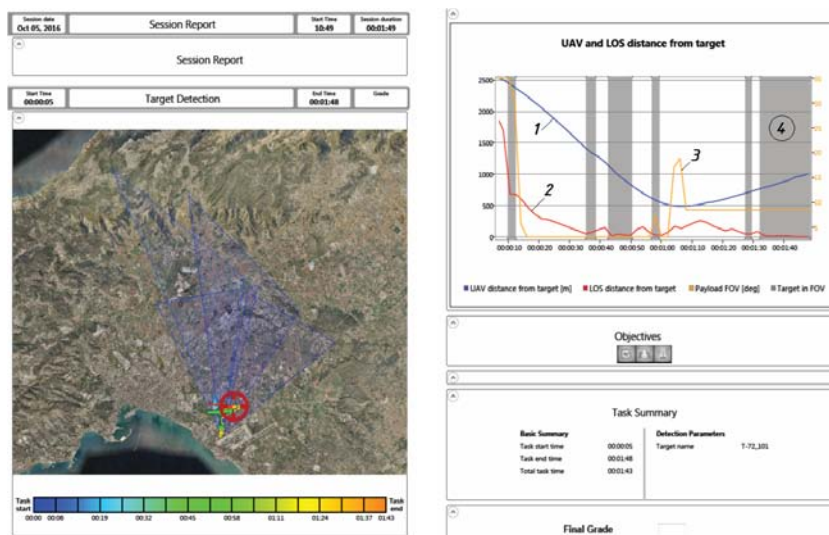 Session date
Oct 05, 2016
Session Report
Start Time
10:49
Session duration
00:01:49
Session Report
Start Time
00:00:05
Target Detection
End Time
00:01:48
Grade
Task start
Task end
00:00 00:06 00:19 00:32 00:45 00:58 01:11 01:24 01:37 01:43
UAV and LOS distance from target
2500
2000
1500
1000
500
0
1
2
3
4
00:00:10 00:00:20 00:00:30 00:00:40 00:00:50 00:01:00 00:01:10 00:01:20 00:01:30 00:01:40
UAV distance from target [m] LOS distance from target Payload FOV [deg] Target in FOV
Objectives
Task Summary
Basic Summary
Task start time 00:00:05
Task end time 00:01:48
Total task time 00:01:43
Detection Parameters
Target name T-72_101
Final Grade